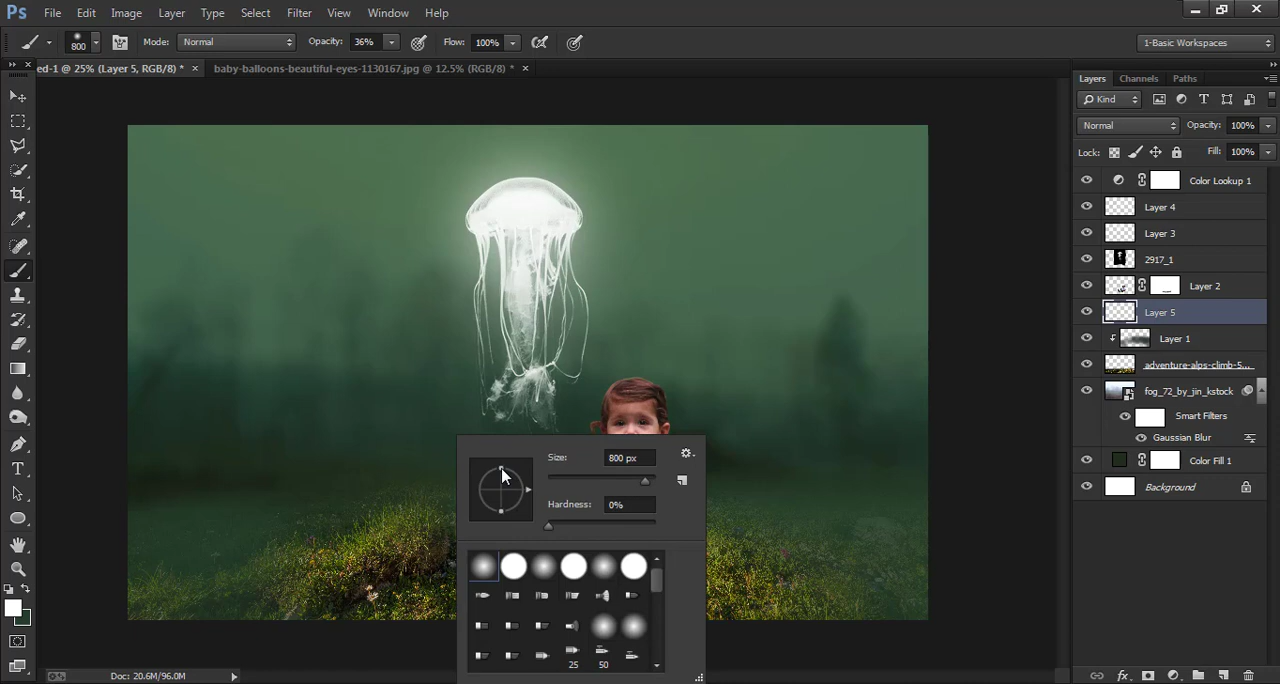 Ps File Edit Image Layer Type Select Filter View Window Help
800 Mode: Normal Opacity: 36% Flow: 100% 1-Basic Workspaces
ed-1 @ 25% (Layer 5, RGB/8) * × baby-balloons-beautiful-eyes-1130167.jpg @ 12.5% (RGB/8) * ×
Layers Channels Paths
Kind
Normal Opacity: 100%
Lock: Fill: 100%
Color Lookup 1
Layer 4
Layer 3
2917_1
Layer 2
Layer 5
Layer 1
adventure-alps-climb-5...
fog_72_by_jin_kstock
Smart Filters
Gaussian Blur
Color Fill 1
Background
Size: 800 px
Hardness: 0%
25 50
Doc: 20.6M/96.0M